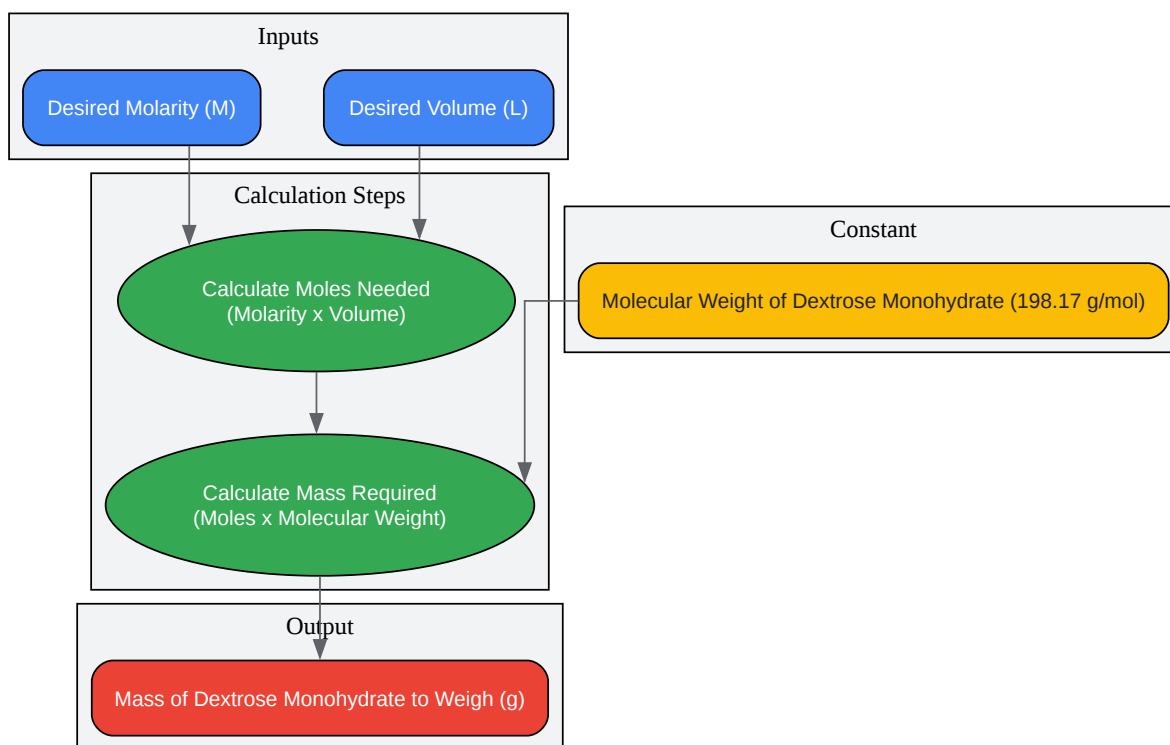 Inputs
Desired Molarity (M)
Desired Volume (L)
Calculation Steps
Calculate Moles Needed
(Molarity x Volume)
Constant
Molecular Weight of Dextrose Monohydrate (198.17 g/mol)
Calculate Mass Required
(Moles x Molecular Weight)
Output
Mass of Dextrose Monohydrate to Weigh (g)